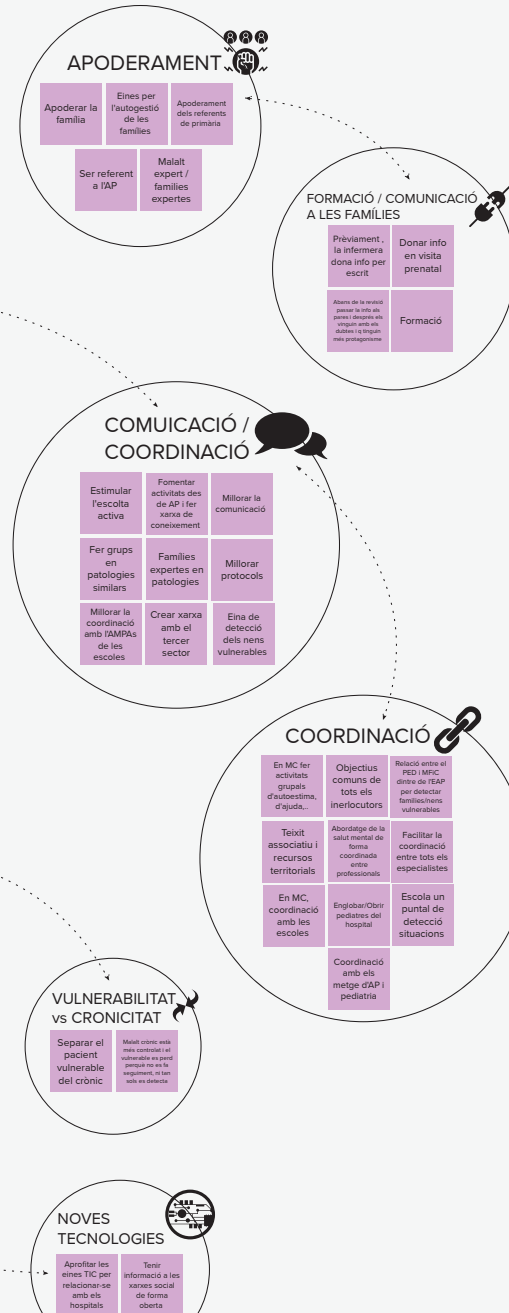 APODERAMENT
Apoderar la
família
Eines per
l'autogestió
de les
famílies
Apoderament
dels referents
de primària
Ser referent
a l'AP
Malalt
expert /
families
expertes
FORMACIÓ / COMUNICACIÓ
A LES FAMÍLIES
Prèviament ,
la infermera
dona info per
escrit
Donar info
en visita
prenatal
Abans de la revisió
passar la info als
pares i després els
vinguin amb els
dubtes i q tinguin
més protagonisme
Formació
COMUICACIÓ /
COORDINACIÓ
Estimular
l'escolta
activa
Fomentar
activitats des
de AP i fer
xarxa de
coneixement
Millorar la
comunicació
Fer grups
en
patologies
similars
Famílies
expertes en
patologies
Millorar
protocols
Millorar la
coordinació
amb l'AMPAs
de les
escoles
Crear xarxa
amb el
tercer
sector
Eina de
detecció
dels nens
vulnerables
COORDINACIÓ
En MC fer
activitats
grupals
d'autoestima,
d'ajuda,..
Objectius
comuns de
tots els
inerlocutors
Relació entre el
PED i MFiC
dintre de l'EAP
per detectar
families/nens
vulnerables
Teixit
associatiu i
recursos
territorials
Abordatge de la
salut mental de
forma
coordinada
entre
professionals
Facilitar la
coordinació
entre tots els
especialistes
En MC,
coordinació
amb les
escoles
Englobar/Obrir
pediatres del
hospital
Escola un
puntal de
detecció
situacions
Coordinació
amb els
metge d'AP i
pediatria
VULNERABILITAT
vs CRONICITAT
Separar el
pacient
vulnerable
del crònic
Malalt crònic està
més controlat i el
vulnerable es perd
perquè no es fa
seguiment, ni tan
sols es detecta
NOVES
TECNOLOGIES
Aprofitar les
eines TIC per
relacionar-se
amb els
hospitals
Tenir
informació a les
xarxes social
de forma
oberta